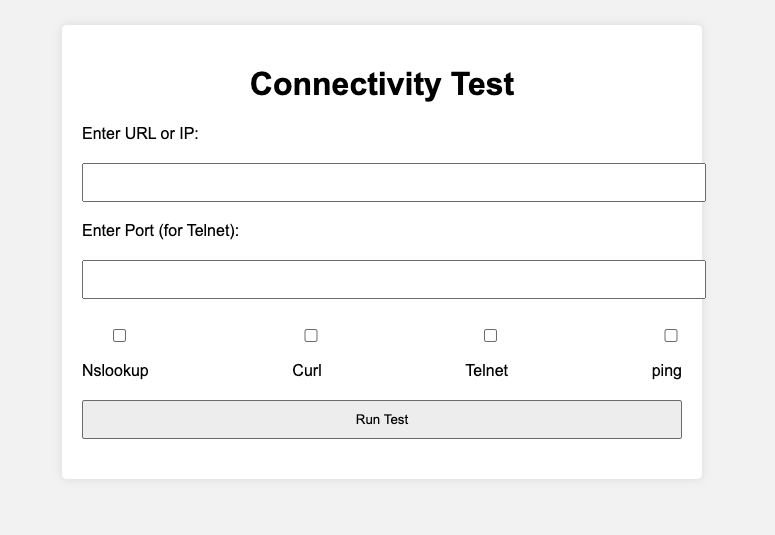 Connectivity Test
Enter URL or IP:
Enter Port (for Telnet):
Nslookup Curl Telnet ping
Run Test